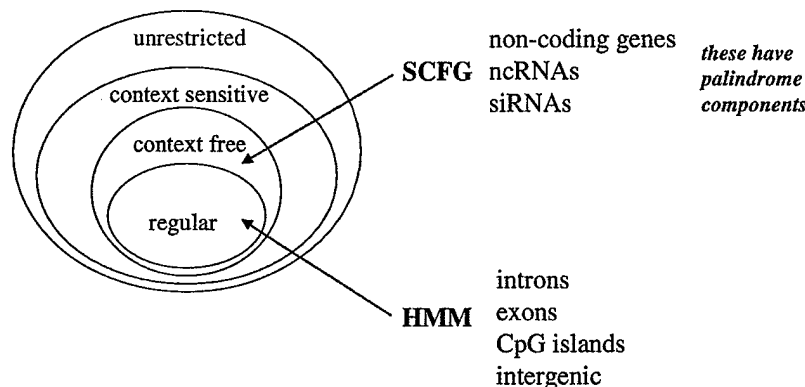 unrestricted
context sensitive
context free
regular
SCFG
non-coding genes
ncRNAs
siRNAs
these have
palindrome
components
HMM
introns
exons
CpG islands
intergenic